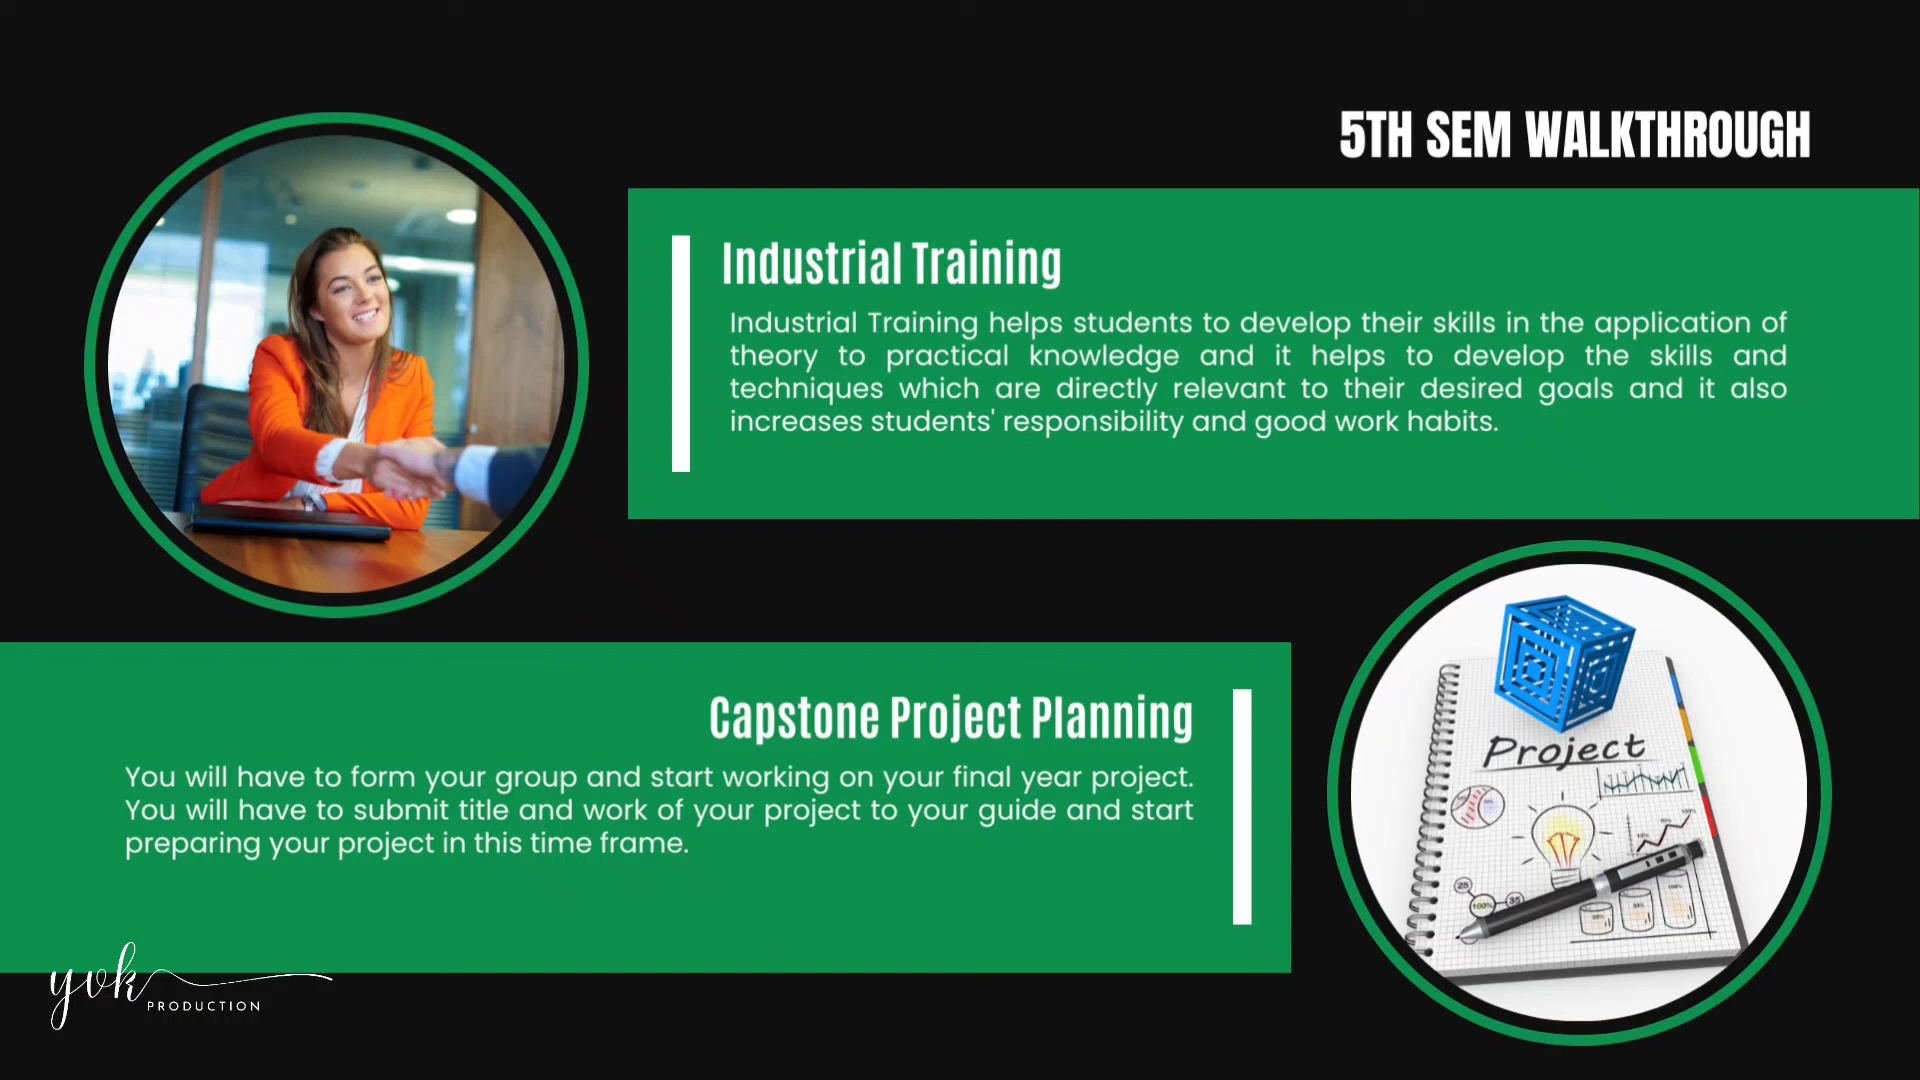 5TH SEM WALKTHROUGH
Industrial Training
Industrial Training helps students to develop their skills in the application of
theory to practical knowledge and it helps to develop the skills and
techniques which are directly relevant to their desired goals and it also
increases students' responsibility and good work habits.
Capstone Project Planning
You will have to form your group and start working on your final year project.
You will have to submit title and work of your project to your guide and start
preparing your project in this time frame.
Project
25
100%
35
yvk
PRODUCTION